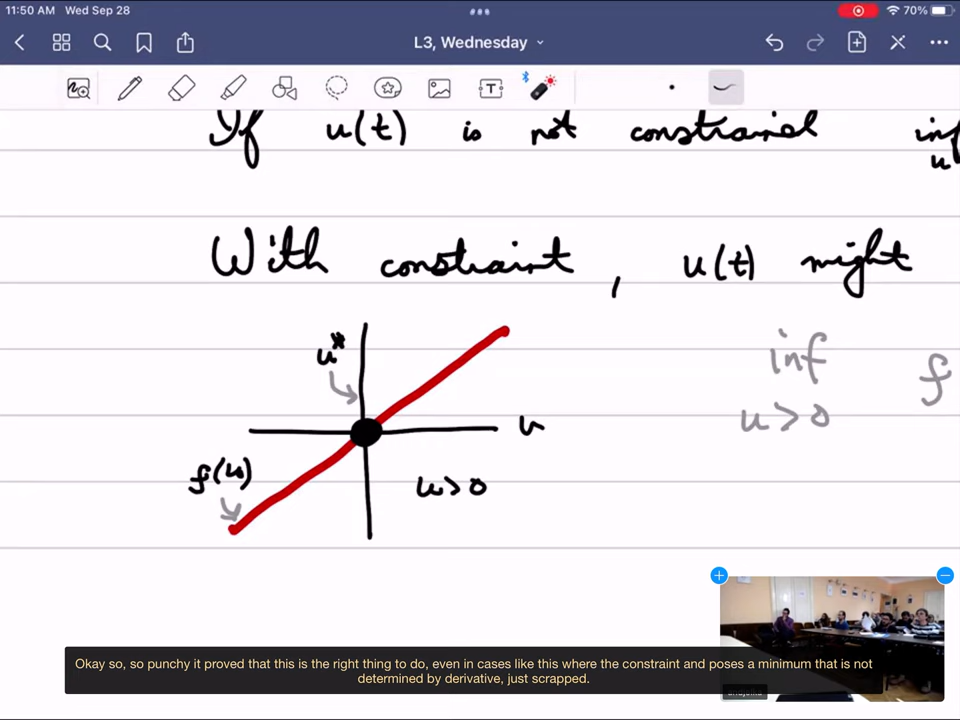 11:50 AM Wed Sep 28
70%
L3, Wednesday
If u(t) is not constrained inf
u
With constraint, u(t) might
u*
inf f
u>0
u
f(u)
u>0
Okay so, so punchy it proved that this is the right thing to do, even in cases like this where the constraint and poses a minimum that is not
determined by derivative, just scrapped.